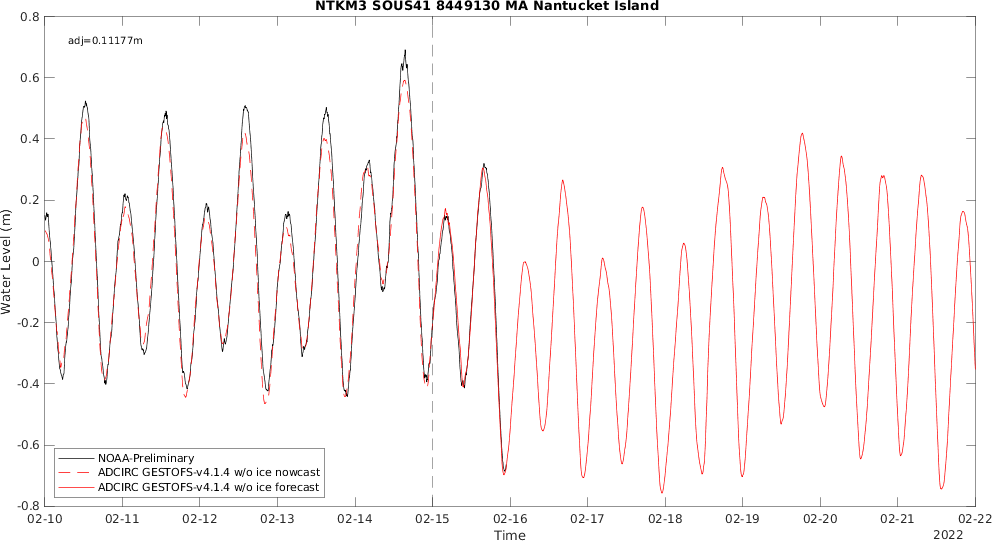 NTKM3 SOUS41 8449130 MA Nantucket Island
adj=0.11177m
0.8
0.6
0.4
0.2
0
-0.2
-0.4
-0.6
-0.8
Water Level (m)
NOAA-Preliminary
ADCIRC GESTOFS-v4.1.4 w/o ice nowcast
ADCIRC GESTOFS-v4.1.4 w/o ice forecast
02-10 02-11 02-12 02-13 02-14 02-15 02-16 02-17 02-18 02-19 02-20 02-21 02-22
Time
2022